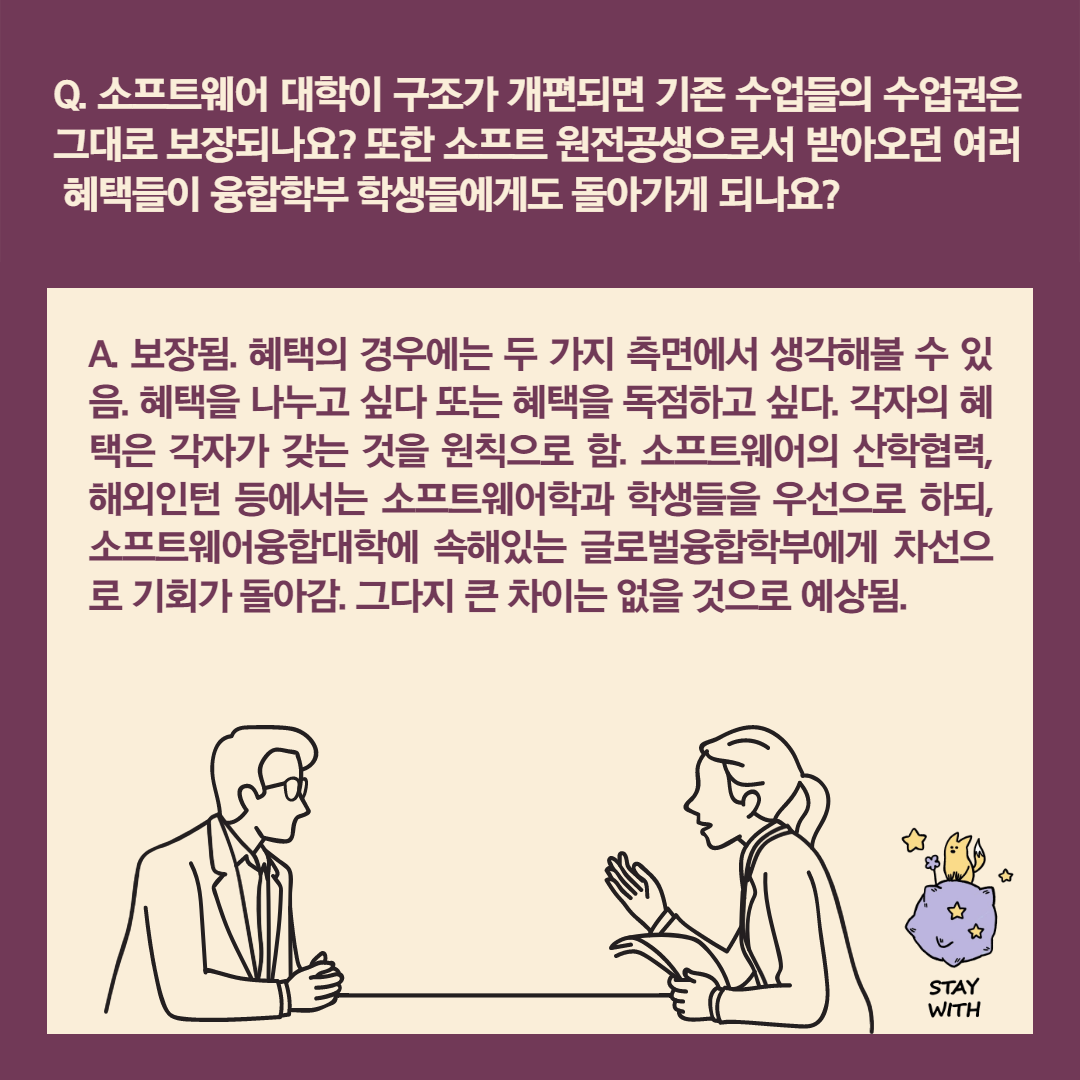 Q. 소프트웨어 대학이 구조가 개편되면 기존 수업들의 수업권은
그대로 보장되나요? 또한 소프트 원전공생으로서 받아오던 여러
혜택들이 융합학부 학생들에게도 돌아가게 되나요?
A. 보장됨. 혜택의 경우에는 두 가지 측면에서 생각해볼 수 있
음. 혜택을 나누고 싶다 또는 혜택을 독점하고 싶다. 각자의 혜
택은 각자가 갖는 것을 원칙으로 함. 소프트웨어의 산학협력,
해외인턴 등에서는 소프트웨어학과 학생들을 우선으로 하되,
소프트웨어융합대학에 속해있는 글로벌융합학부에게 차선으
로 기회가 돌아감. 그다지 큰 차이는 없을 것으로 예상됨.
STAY
WITH